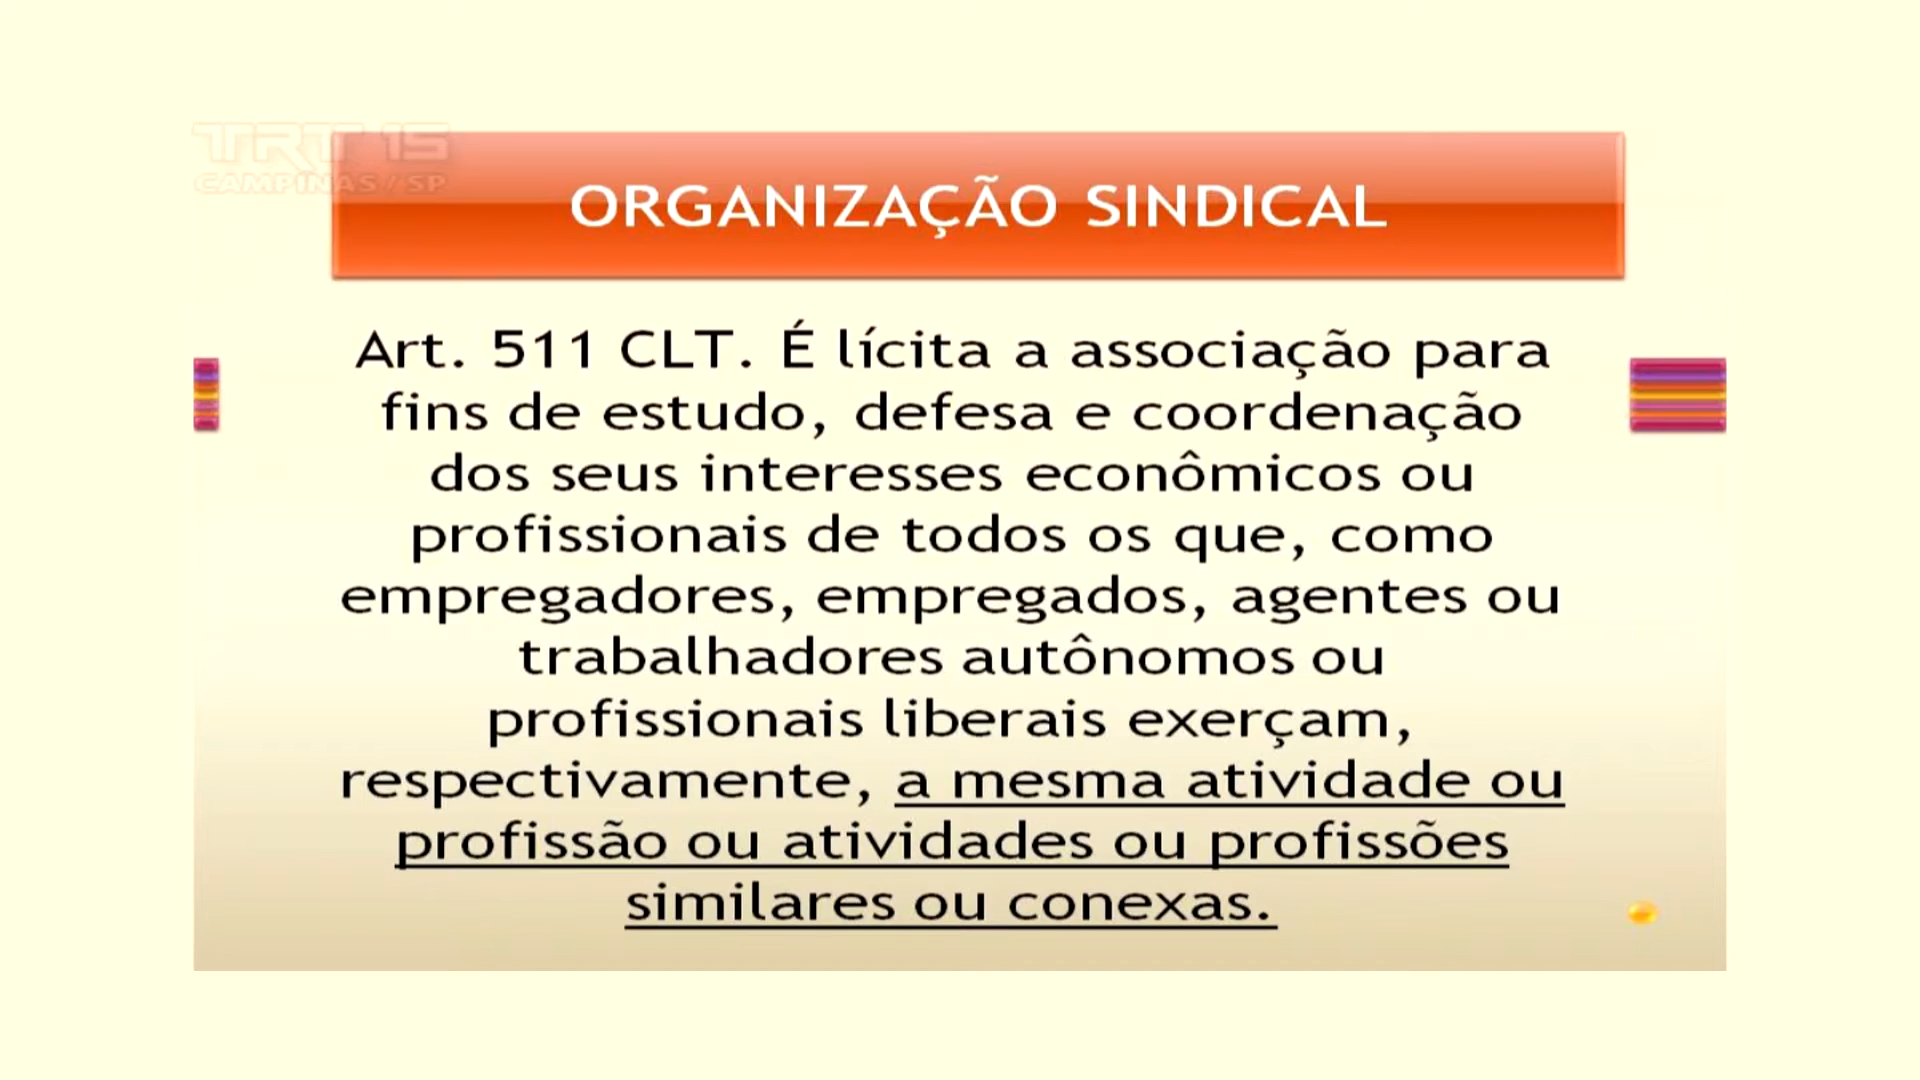 TRT 15
CAMPINAS/SP
ORGANIZAÇÃO SINDICAL
Art. 511 CLT. É lícita a associação para
fins de estudo, defesa e coordenação
dos seus interesses econômicos ou
profissionais de todos os que, como
empregadores, empregados, agentes ou
trabalhadores autônomos ou
profissionais liberais exerçam,
respectivamente, a mesma atividade ou
profissão ou atividades ou profissões
similares ou conexas.